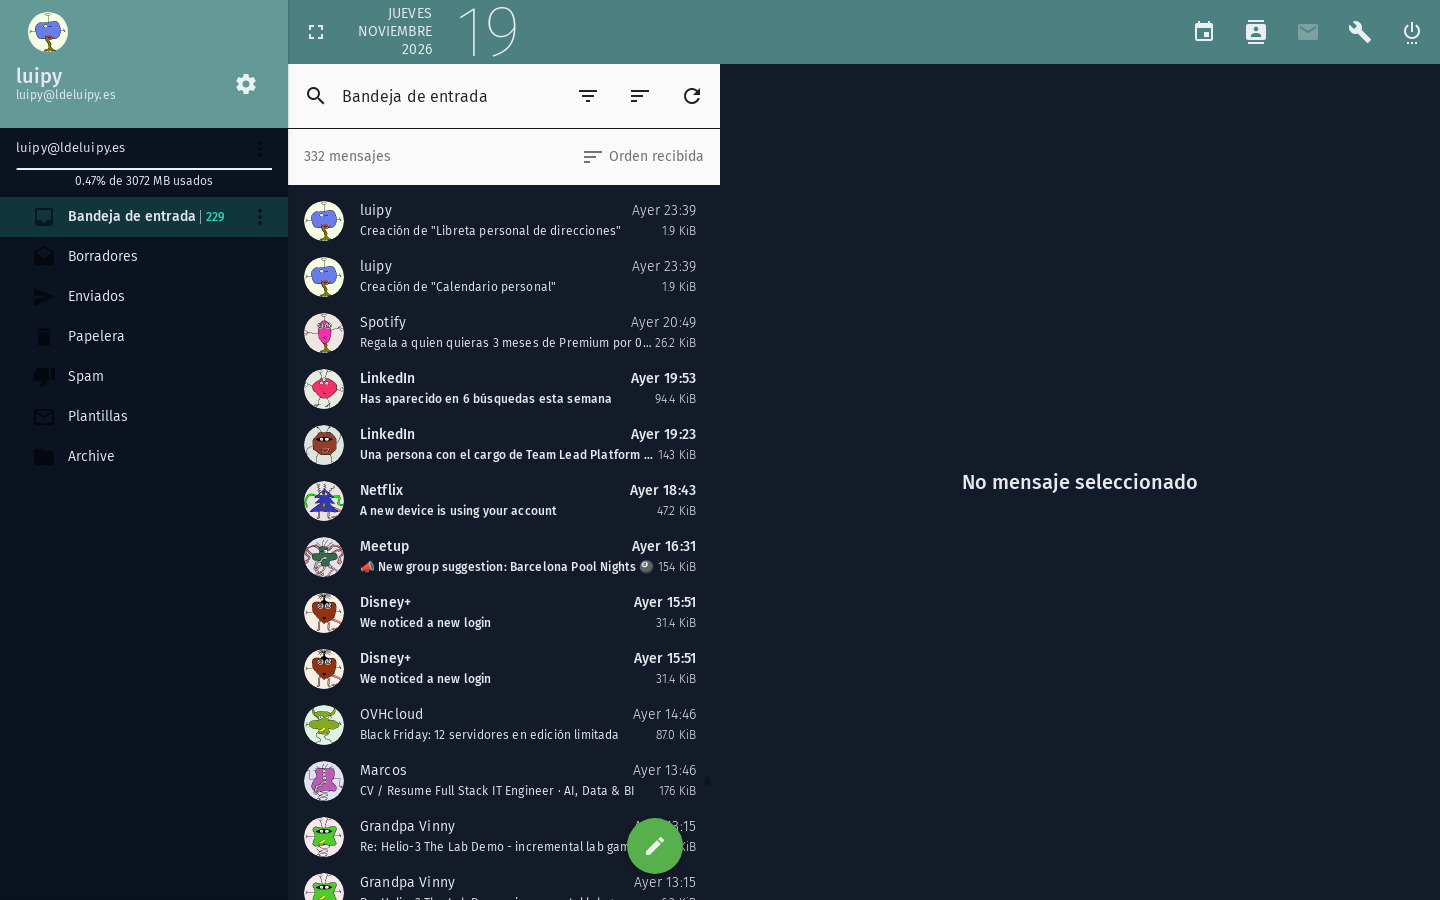 luipy
luipy@ldeluipy.es
JUEVES
NOVIEMBRE
2026
19
luipy@ldeluipy.es
0.47% de 3072 MB usados
Bandeja de entrada | 229
Borradores
Enviados
Papelera
Spam
Plantillas
Archive
Bandeja de entrada
332 mensajes
Orden recibida
luipy Ayer 23:39
Creación de "Libreta personal de direcciones" 1.9 KiB
luipy Ayer 23:39
Creación de "Calendario personal" 1.9 KiB
Spotify Ayer 20:49
Regala a quien quieras 3 meses de Premium por 0... 26.2 KiB
LinkedIn Ayer 19:53
Has aparecido en 6 búsquedas esta semana 94.4 KiB
LinkedIn Ayer 19:23
Una persona con el cargo de Team Lead Platform ... 143 KiB
Netflix Ayer 18:43
A new device is using your account 47.2 KiB
Meetup Ayer 16:31
📣 New group suggestion: Barcelona Pool Nights 🎱 154 KiB
Disney+ Ayer 15:51
We noticed a new login 31.4 KiB
Disney+ Ayer 15:51
We noticed a new login 31.4 KiB
OVHcloud Ayer 14:46
Black Friday: 12 servidores en edición limitada 87.0 KiB
Marcos Ayer 13:46
CV / Resume Full Stack IT Engineer · AI, Data & BI 176 KiB
Grandpa Vinny 13:15
Re: Helio-3 The Lab Demo - incremental lab KiB
Grandpa Vinny Ayer 13:15
No mensaje seleccionado